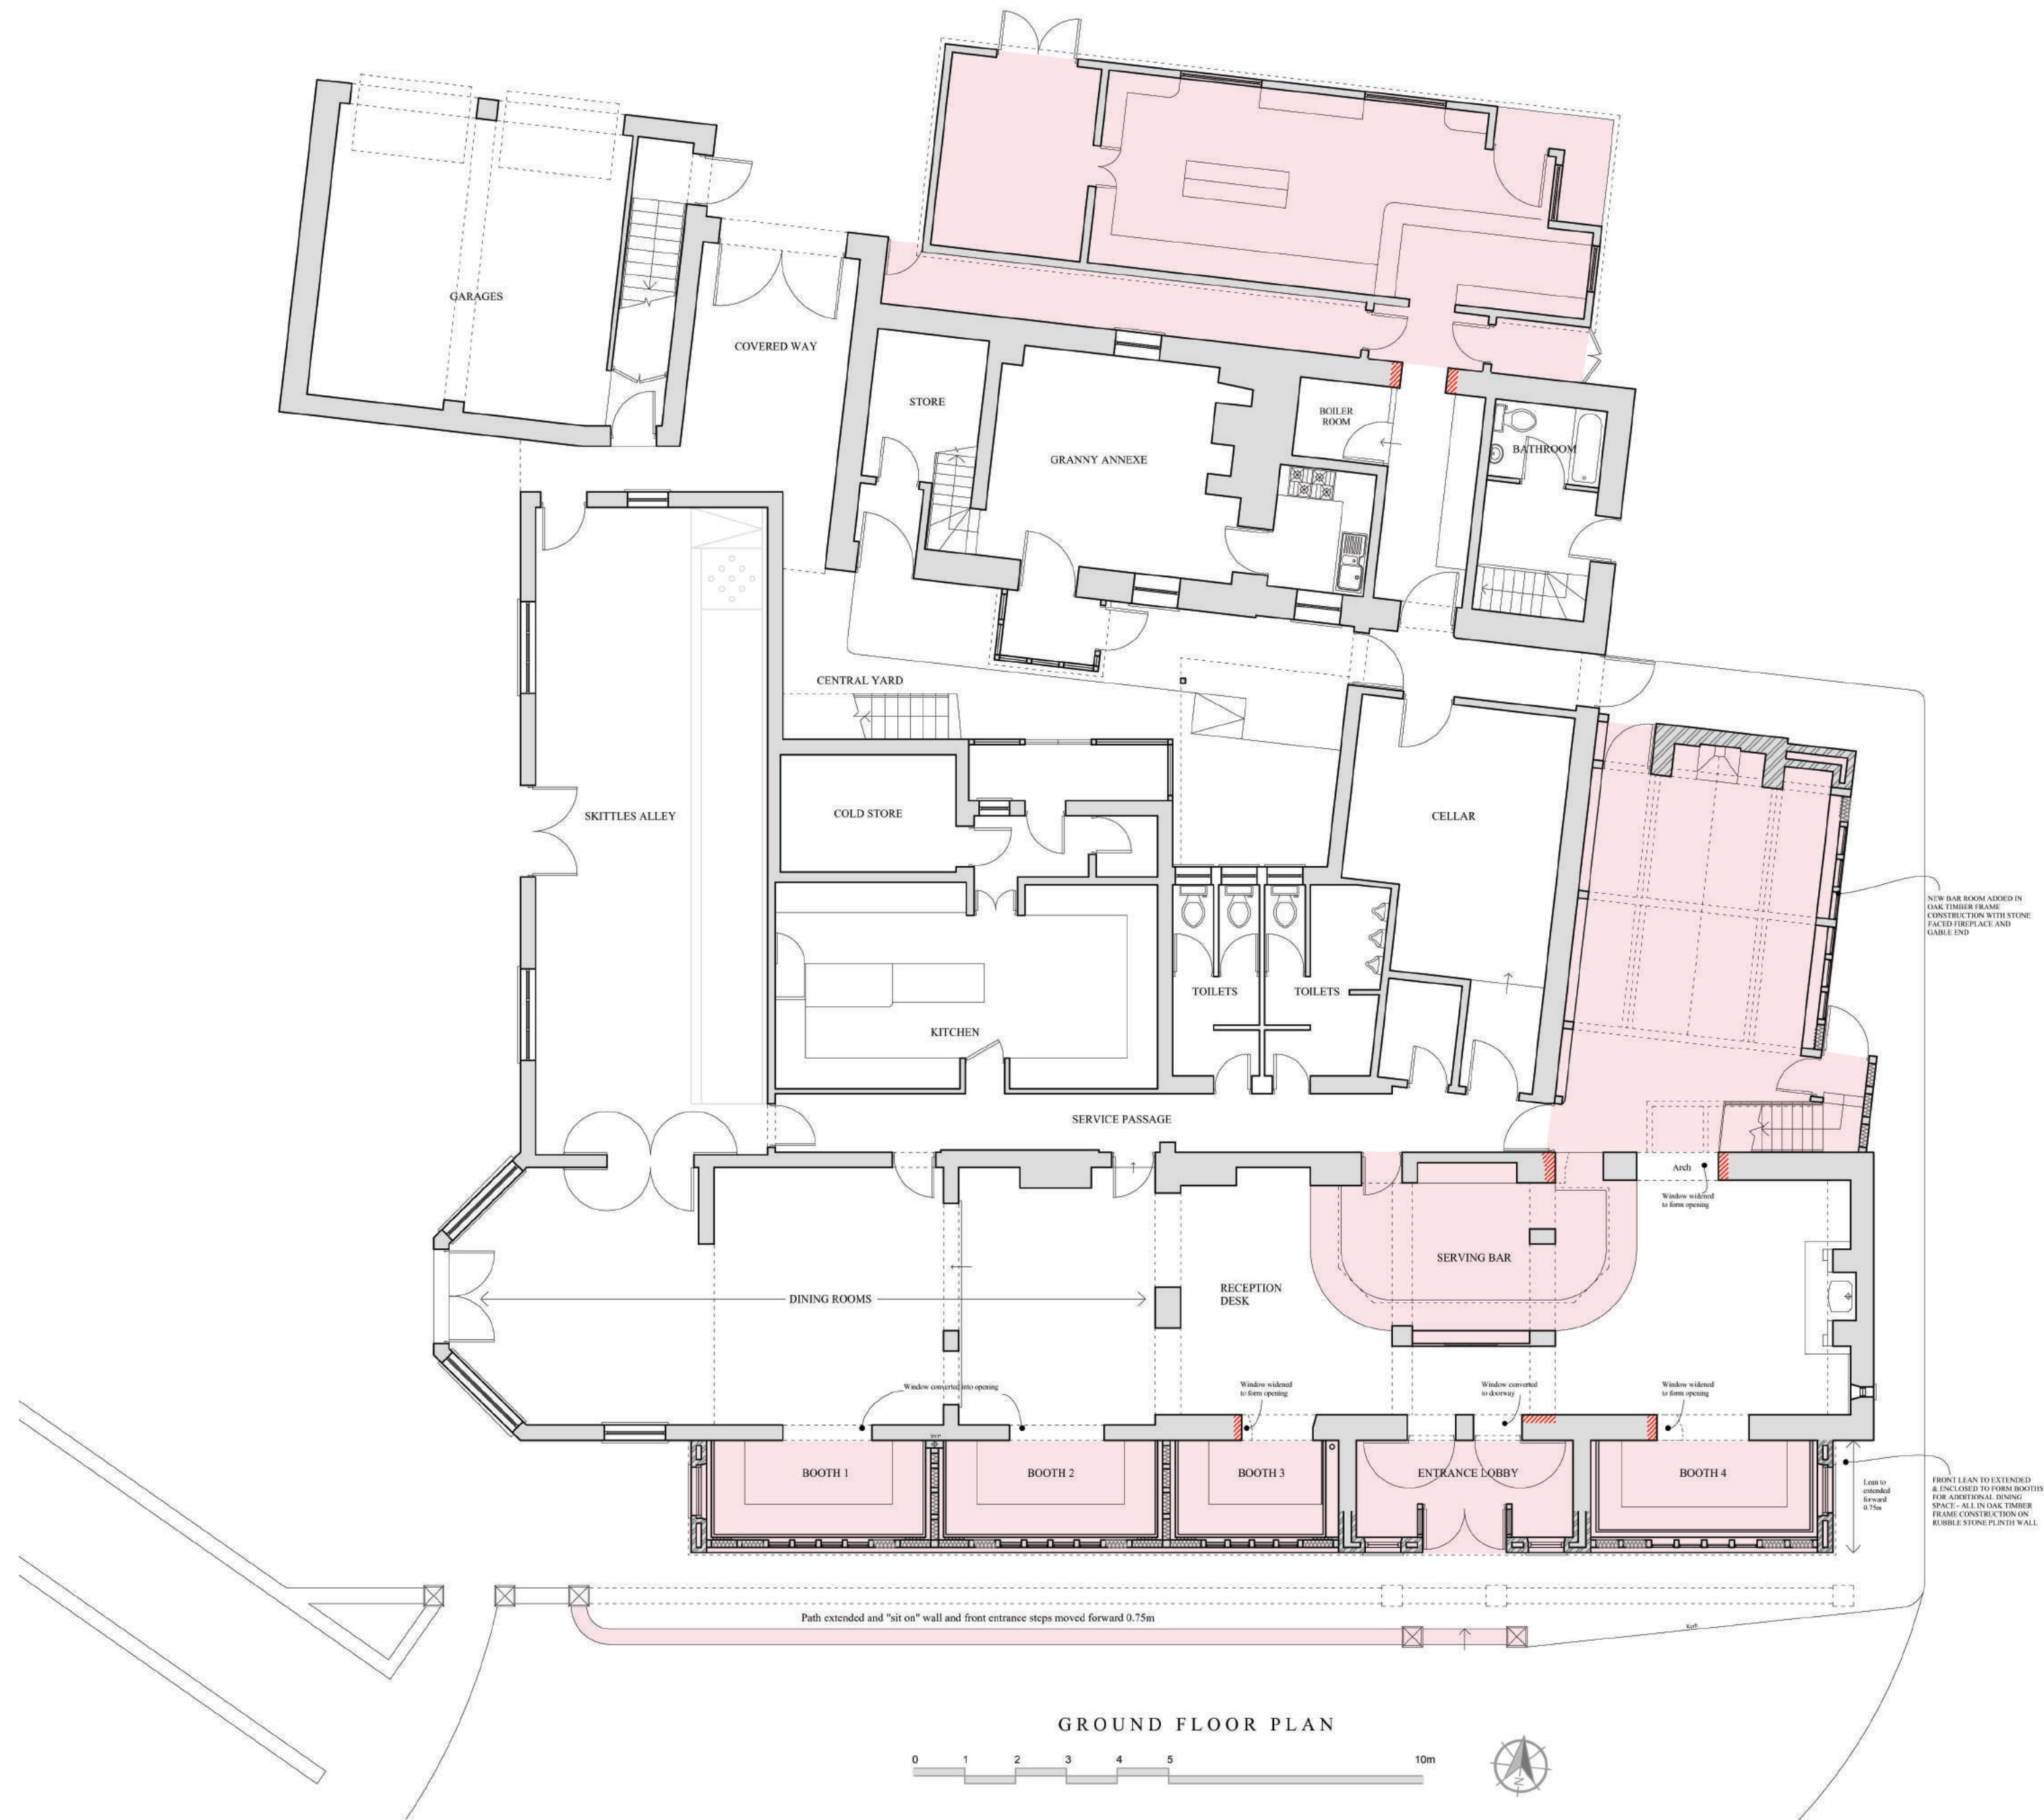 GARAGES
COVERED WAY
STORE
GRANNY ANNEXE
BOILER
ROOM
BATHROOM
CENTRAL YARD
SKITTLES ALLEY
COLD STORE
CELLAR
NEW BAR ROOM ADDED IN
OAK TIMBER FRAME
CONSTRUCTION WITH STONE
FACED FIREPLACE AND
GABLE END
TOILETS
TOILETS
KITCHEN
SERVICE PASSAGE
Arch
Window widened
to form opening
SERVING BAR
RECEPTION
DESK
DINING ROOMS
Window converted into opening
Window widened
to form opening
Window converted
to doorway
Window widened
to form opening
SVP
BOOTH 1
BOOTH 2
BOOTH 3
ENTRANCE LOBBY
BOOTH 4
Lean to
extended
forward
0.75m
FRONT LEAN TO EXTENDED
& ENCLOSED TO FORM BOOTHS
FOR ADDITIONAL DINING
SPACE - ALL IN OAK TIMBER
FRAME CONSTRUCTION ON
RUBBLE STONE PLINTH WALL
Path extended and "sit on" wall and front entrance steps moved forward 0.75m
Kerb
GROUND FLOOR PLAN
0 1 2 3 4 5 10m
N